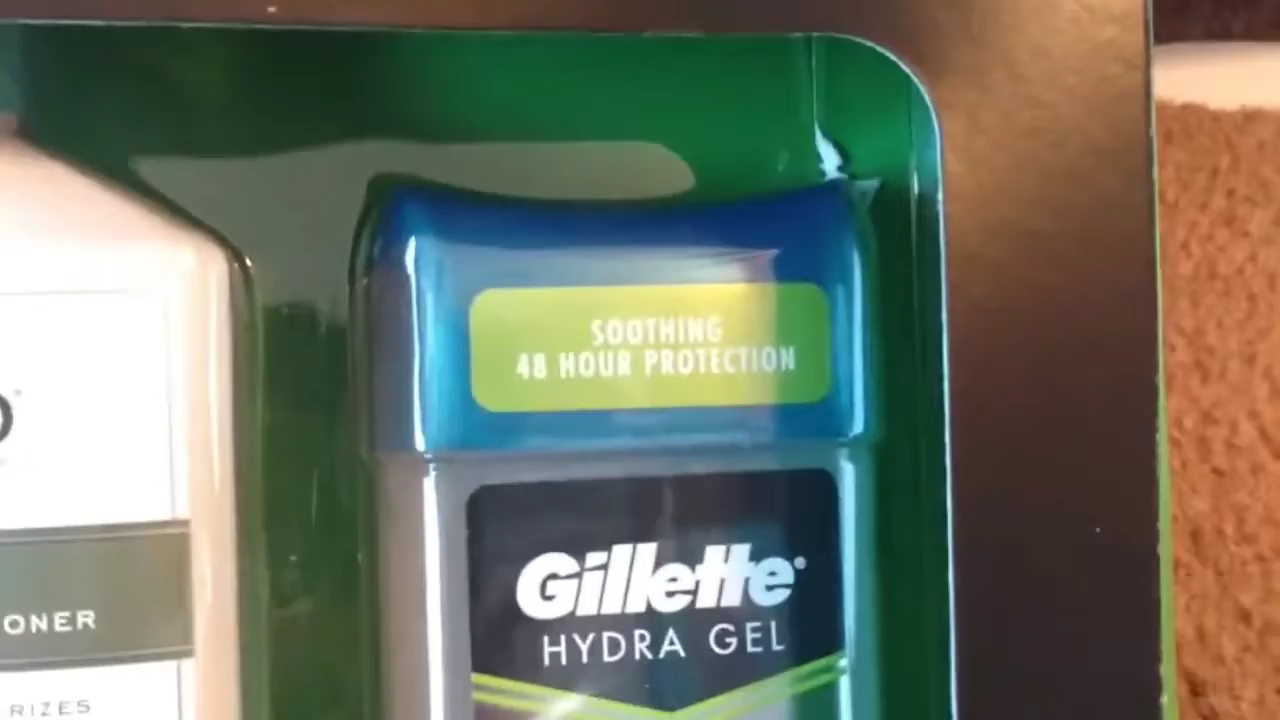 SOOTHING
48 HOUR PROTECTION
Gillette®
HYDRA GEL
ONER
RIZES